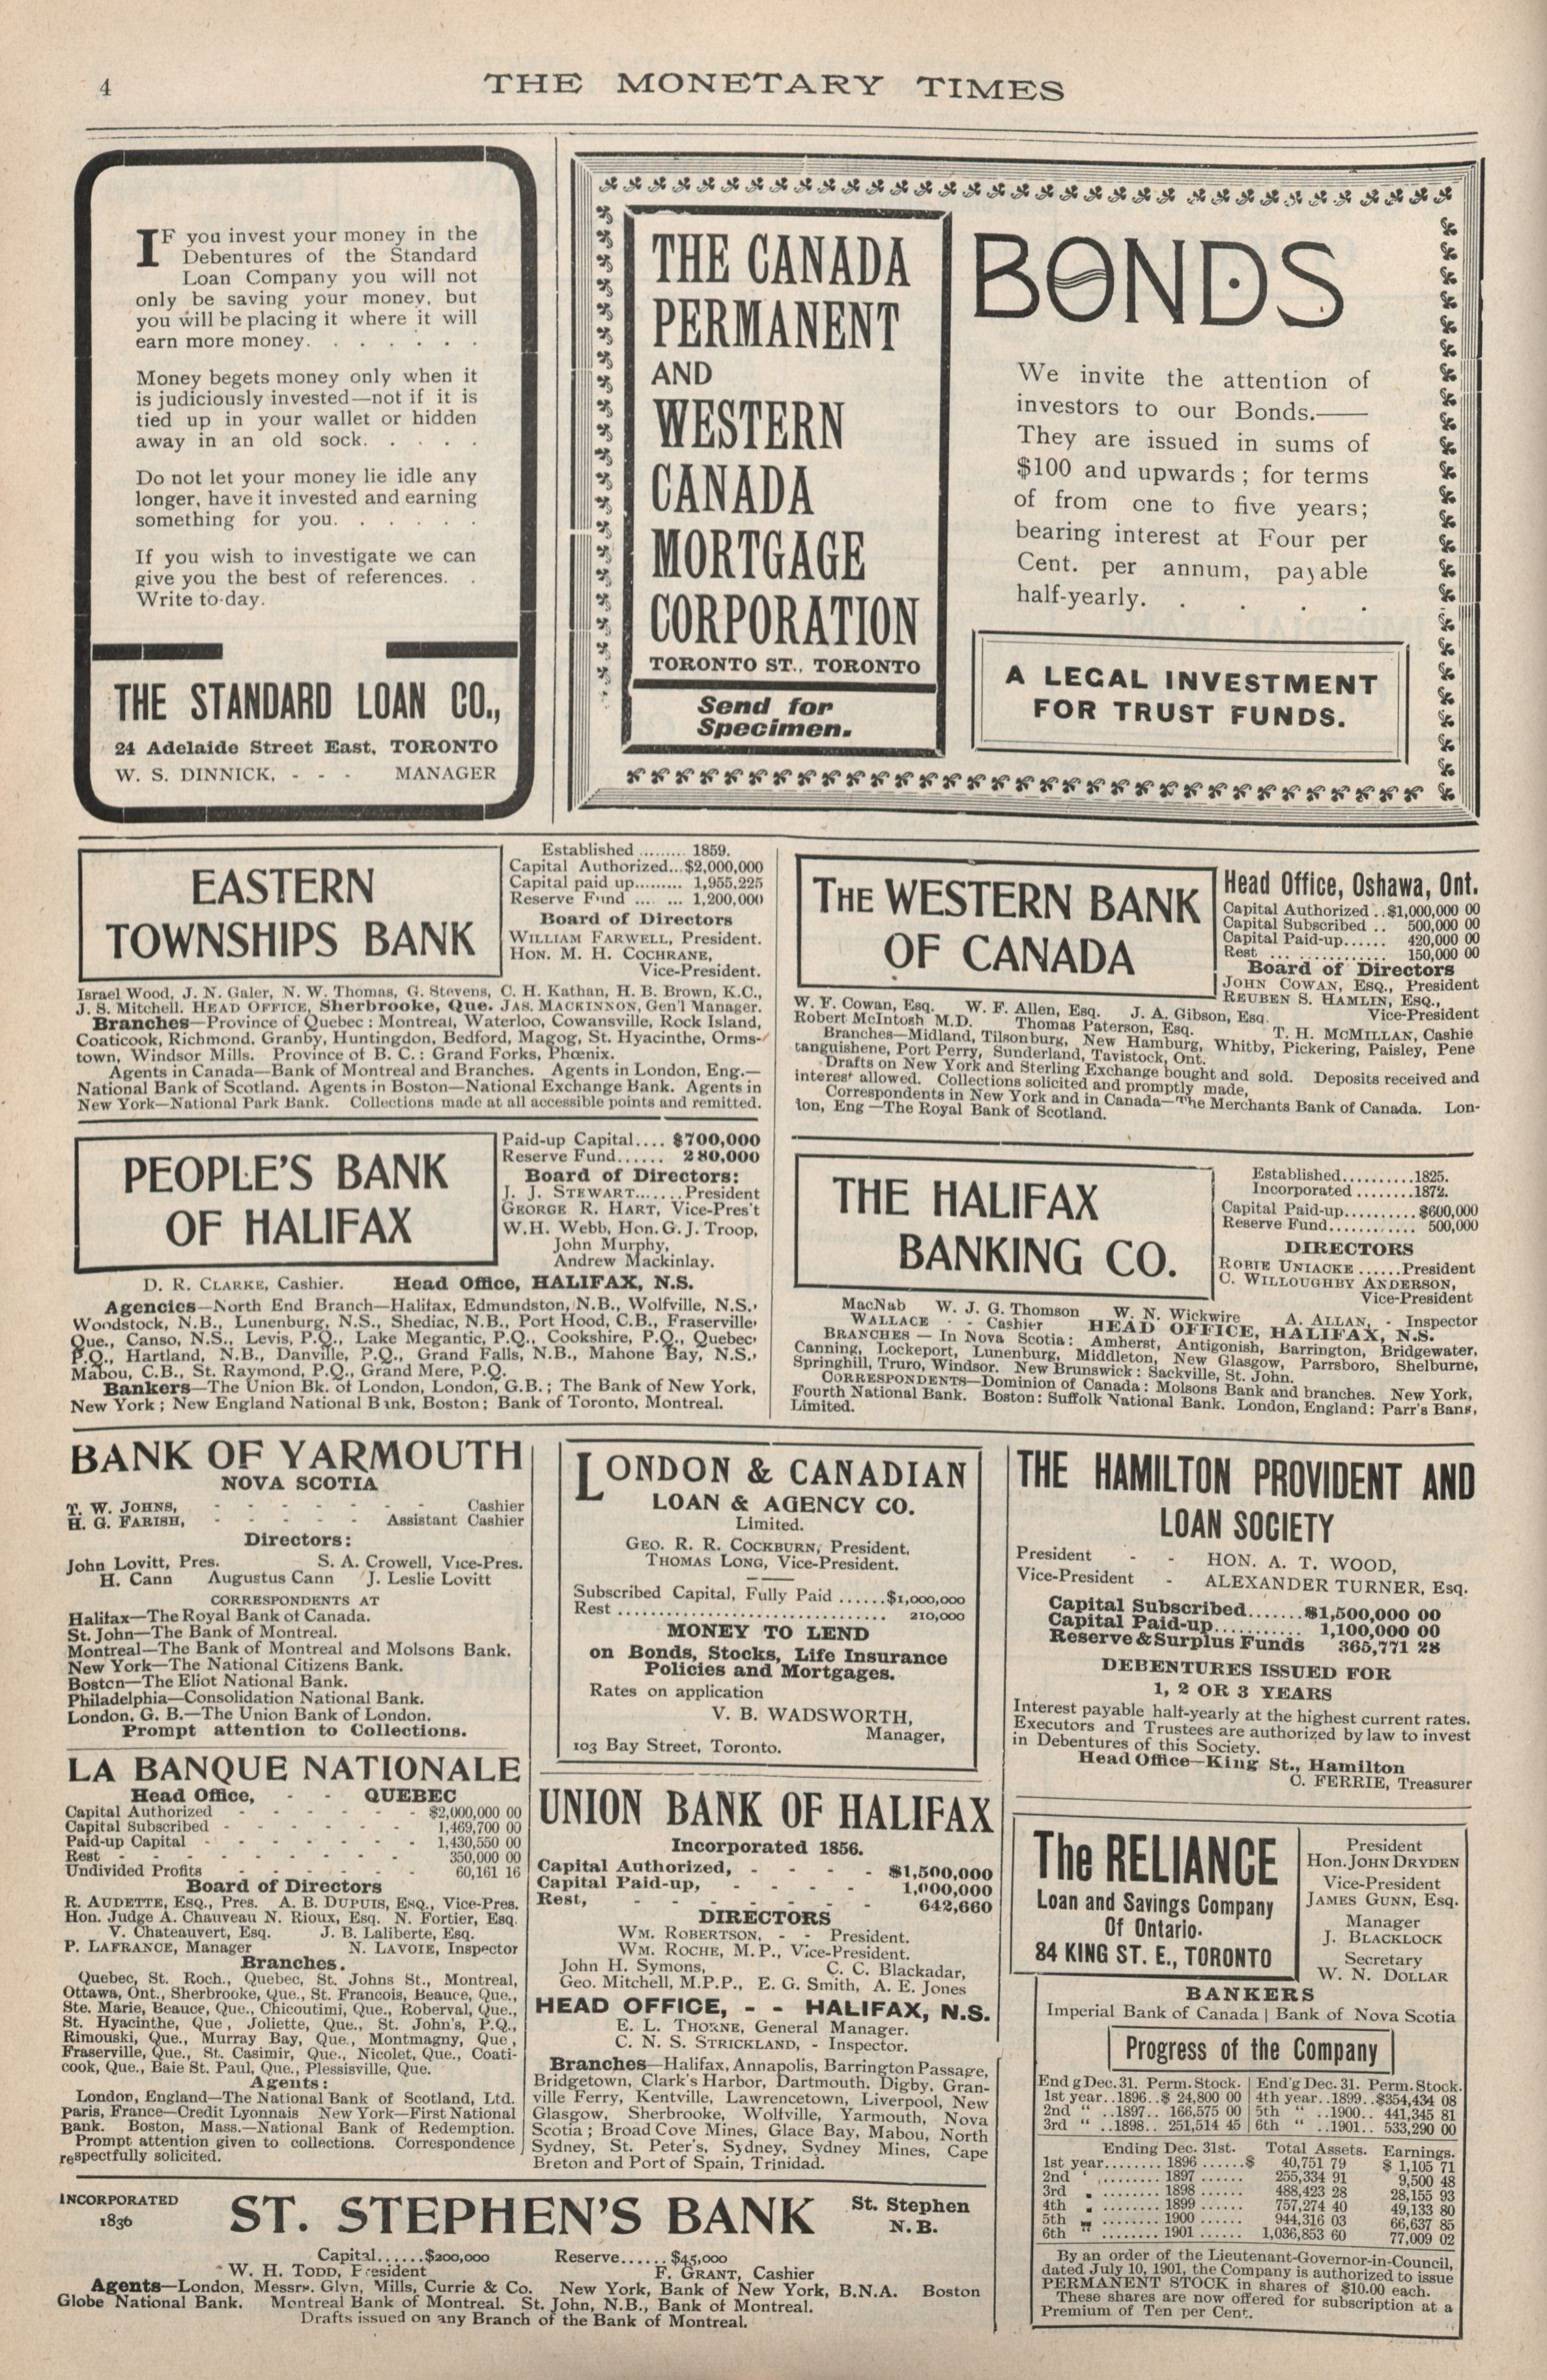 4
THE MONETARY TIMES
IF you invest your money in the
Debentures of the Standard
Loan Company you will not
only be saving your money, but
you will be placing it where it will
earn more money. . . . . . .
Money begets money only when it
is judiciously invested—not if it is
tied up in your wallet or hidden
away in an old sock. . . . .
Do not let your money lie idle any
longer, have it invested and earning
something for you. . . . . .
If you wish to investigate we can
give you the best of references. .
Write to-day.
THE STANDARD LOAN CO.,
24 Adelaide Street East, TORONTO
W. S. DINNICK, - - - MANAGER
THE CANADA
PERMANENT
AND
WESTERN
CANADA
MORTGAGE
CORPORATION
TORONTO ST., TORONTO
Send for
Specimen.
BONDS
We invite the attention of
investors to our Bonds.——
They are issued in sums of
$100 and upwards; for terms
of from one to five years;
bearing interest at Four per
Cent. per annum, payable
half-yearly. . . . .
A LEGAL INVESTMENT
FOR TRUST FUNDS.
EASTERN
TOWNSHIPS BANK
Established ......... 1859.
Capital Authorized...$2,000,000
Capital paid up......... 1,955.225
Reserve Fund .... ... 1,200,000
Board of Directors
WILLIAM FARWELL, President.
HON. M. H. COCHRANE,
Vice-President.
Israel Wood, J. N. Galer, N. W. Thomas, G. Stevens, C. H. Kathan, H. B. Brown, K.C.,
J. S. Mitchell. HEAD OFFICE, Sherbrooke, Que. JAS. MACKINNON, Gen'l Manager.
Branches—Province of Quebec: Montreal, Waterloo, Cowansville, Rock Island,
Coaticook, Richmond, Granby, Huntingdon, Bedford, Magog, St. Hyacinthe, Orms-
town, Windsor Mills. Province of B. C.: Grand Forks, Phœnix.
Agents in Canada—Bank of Montreal and Branches. Agents in London, Eng.—
National Bank of Scotland. Agents in Boston—National Exchange Bank. Agents in
New York—National Park Bank. Collections made at all accessible points and remitted.
THE WESTERN BANK
OF CANADA
Head Office, Oshawa, Ont.
Capital Authorized ..$1,000,000 00
Capital Subscribed .. 500,000 00
Capital Paid-up...... 420,000 00
Rest ... ............. 150,000 00
Board of Directors
JOHN COWAN, ESQ., President
REUBEN S. HAMLIN, ESQ.,
Vice-President
W. F. Cowan, Esq. W. F. Allen, Esq. J. A. Gibson, Esq.
Robert McIntosh M.D. Thomas Paterson, Esq. T. H. MCMILLAN, Cashie
Branches—Midland, Tilsonburg, New Hamburg, Whitby, Pickering, Paisley, Pene
tanguishene, Port Perry, Sunderland, Tavistock, Ont.
Drafts on New York and Sterling Exchange bought and sold. Deposits received and
interest allowed. Collections solicited and promptly made,
Correspondents in New York and in Canada—The Merchants Bank of Canada. Lon-
ion, Eng—The Royal Bank of Scotland.
PEOPLE'S BANK
OF HALIFAX
Paid-up Capital.... $700,000
Reserve Fund...... 280,000
Board of Directors:
J. J. STEWART.......President
GEORGE R. HART, Vice-Pres't
W.H. Webb, Hon. G. J. Troop,
John Murphy,
Andrew Mackinlay.
D. R. CLARKE, Cashier. Head Office, HALIFAX, N.S.
Agencies—North End Branch—Halifax, Edmundston, N.B., Wolfville, N.S.,
Woodstock, N.B., Lunenburg, N.S., Shediac, N.B., Port Hood, C.B., Fraserville,
Que., Canso, N.S., Levis, P.Q., Lake Megantic, P.Q., Cookshire, P.Q., Quebec,
P.Q., Hartland, N.B., Danville, P.Q., Grand Falls, N.B., Mahone Bay, N.S.,
Mabou, C.B., St. Raymond, P.Q., Grand Mere, P.Q.
Bankers—The Union Bk. of London, London, G.B.; The Bank of New York,
New York; New England National Bank, Boston; Bank of Toronto, Montreal.
THE HALIFAX
BANKING CO.
Established..........1825.
Incorporated ........1872.
Capital Paid-up..........$600,000
Reserve Fund............ 500,000
DIRECTORS
ROBIE UNIACKE ......President
C. WILLOUGHBY ANDERSON,
Vice-President
MacNab W. J. G. Thomson W. N. Wickwire A. ALLAN, - Inspector
WALLACE - - Cashier HEAD OFFICE, HALIFAX, N.S.
BRANCHES — In Nova Scotia: Amherst, Antigonish, Barrington, Bridgewater,
Canning, Lockeport, Lunenburg, Middleton, New Glasgow, Parrsboro, Shelburne,
Springhill, Truro, Windsor. New Brunswick: Sackville, St. John.
CORRESPONDENTS—Dominion of Canada: Molsons Bank and branches. New York,
Fourth National Bank. Boston: Suffolk National Bank. London, England: Parr's Bank,
Limited.
BANK OF YARMOUTH
NOVA SCOTIA
T. W. JOHNS, - - - - - - - Cashier
H. G. FARISH, - - - - - Assistant Cashier
Directors:
John Lovitt, Pres. S. A. Crowell, Vice-Pres.
H. Cann Augustus Cann J. Leslie Lovitt
CORRESPONDENTS AT
Halifax—The Royal Bank of Canada.
St. John—The Bank of Montreal.
Montreal—The Bank of Montreal and Molsons Bank.
New York—The National Citizens Bank.
Boston—The Eliot National Bank.
Philadelphia—Consolidation National Bank.
London, G. B.—The Union Bank of London.
Prompt attention to Collections.
LONDON & CANADIAN
LOAN & AGENCY CO.
Limited.
GEO. R. R. COCKBURN, President.
THOMAS LONG, Vice-President.
Subscribed Capital, Fully Paid ......$1,000,000
Rest .................................. 210,000
MONEY TO LEND
on Bonds, Stocks, Life Insurance
Policies and Mortgages.
Rates on application
V. B. WADSWORTH,
Manager,
103 Bay Street, Toronto.
THE HAMILTON PROVIDENT AND
LOAN SOCIETY
President - - HON. A. T. WOOD,
Vice-President - ALEXANDER TURNER, Esq.
Capital Subscribed.......$1,500,000 00
Capital Paid-up........... 1,100,000 00
Reserve & Surplus Funds 365,771 28
DEBENTURES ISSUED FOR
1, 2 OR 3 YEARS
Interest payable half-yearly at the highest current rates.
Executors and Trustees are authorized by law to invest
in Debentures of this Society.
Head Office—King St., Hamilton
C. FERRIE, Treasurer
LA BANQUE NATIONALE
Head Office, - - QUEBEC
Capital Authorized - - - - - - $2,000,000 00
Capital Subscribed - - - - - - 1,469,700 00
Paid-up Capital - - - - - - 1,430,550 00
Rest - - - - - - - - 350,000 00
Undivided Profits - - - - - - 60,161 16
Board of Directors
R. AUDETTE, ESQ., Pres. A. B. DUPUIS, ESQ., Vice-Pres.
Hon. Judge A. Chauveau N. Rioux, Esq. N. Fortier, Esq.
V. Chateauvert, Esq. J. B. Laliberte, Esq.
P. LAFRANCE, Manager N. LAVOIE, Inspector
Branches.
Quebec, St. Roch., Quebec, St. Johns St., Montreal,
Ottawa, Ont., Sherbrooke, Que., St. Francois, Beauce, Que.,
Ste. Marie, Beauce, Que., Chicoutimi, Que., Roberval, Que.,
St. Hyacinthe, Que, Joliette, Que., St. John's, P.Q.,
Rimouski, Que., Murray Bay, Que., Montmagny, Que,
Fraserville, Que., St. Casimir, Que., Nicolet, Que., Coati-
cook, Que., Baie St. Paul, Que., Plessisville, Que.
Agents:
London, England—The National Bank of Scotland, Ltd.
Paris, France—Credit Lyonnais New York—First National
Bank. Boston, Mass.—National Bank of Redemption.
Prompt attention given to collections. Correspondence
respectfully solicited.
UNION BANK OF HALIFAX
Incorporated 1856.
Capital Authorized, - - - - $1,500,000
Capital Paid-up, - - - - 1,000,000
Rest, - - - - - - 642,660
DIRECTORS
WM. ROBERTSON, - - President.
WM. ROCHE, M.P., Vice-President.
John H. Symons, C. C. Blackadar,
Geo. Mitchell, M.P.P., E. G. Smith, A. E. Jones
HEAD OFFICE, - - HALIFAX, N.S.
E. L. THORNE, General Manager.
C. N. S. STRICKLAND, - Inspector.
Branches—Halifax, Annapolis, Barrington Passage,
Bridgetown, Clark's Harbor, Dartmouth, Digby, Gran-
ville Ferry, Kentville, Lawrencetown, Liverpool, New
Glasgow, Sherbrooke, Wolfville, Yarmouth, Nova
Scotia; Broad Cove Mines, Glace Bay, Mabou, North
Sydney, St. Peter's, Sydney, Sydney Mines, Cape
Breton and Port of Spain, Trinidad.
The RELIANCE
Loan and Savings Company
Of Ontario.
84 KING ST. E., TORONTO
President
Hon. JOHN DRYDEN
Vice-President
JAMES GUNN, Esq.
Manager
J. BLACKLOCK
Secretary
W. N. DOLLAR
BANKERS
Imperial Bank of Canada | Bank of Nova Scotia
Progress of the Company
End g Dec. 31. Perm. Stock. | End'g Dec. 31. Perm. Stock.
1st year..1896..$ 24,800 00 | 4th year..1899..$354,434 08
2nd " ..1897.. 166,575 00 | 5th " ..1900.. 441,345 81
3rd " ..1898.. 251,514 45 | 6th " ..1901.. 533,290 00
Ending Dec. 31st. Total Assets. Earnings.
1st year........ 1896 ......$ 40,751 79 $ 1,105 71
2nd ' ......... 1897 ...... 255,334 91 9,500 48
3rd " ........ 1898 ...... 488,423 28 28,155 93
4th " ........ 1899 ...... 757,274 40 49,133 80
5th " ........ 1900 ...... 944,316 03 66,637 85
6th " ........ 1901 ...... 1,036,853 60 77,009 02
By an order of the Lieutenant-Governor-in-Council,
dated July 10, 1901, the Company is authorized to issue
PERMANENT STOCK in shares of $10.00 each.
These shares are now offered for subscription at a
Premium of Ten per Cent.
INCORPORATED
1836
ST. STEPHEN'S BANK
St. Stephen
N.B.
Capital......$200,000 Reserve......$45,000
W. H. TODD, President F. GRANT, Cashier
Agents—London, Messrs. Glyn, Mills, Currie & Co. New York, Bank of New York, B.N.A. Boston
Globe National Bank. Montreal Bank of Montreal. St. John, N.B., Bank of Montreal.
Drafts issued on any Branch of the Bank of Montreal.